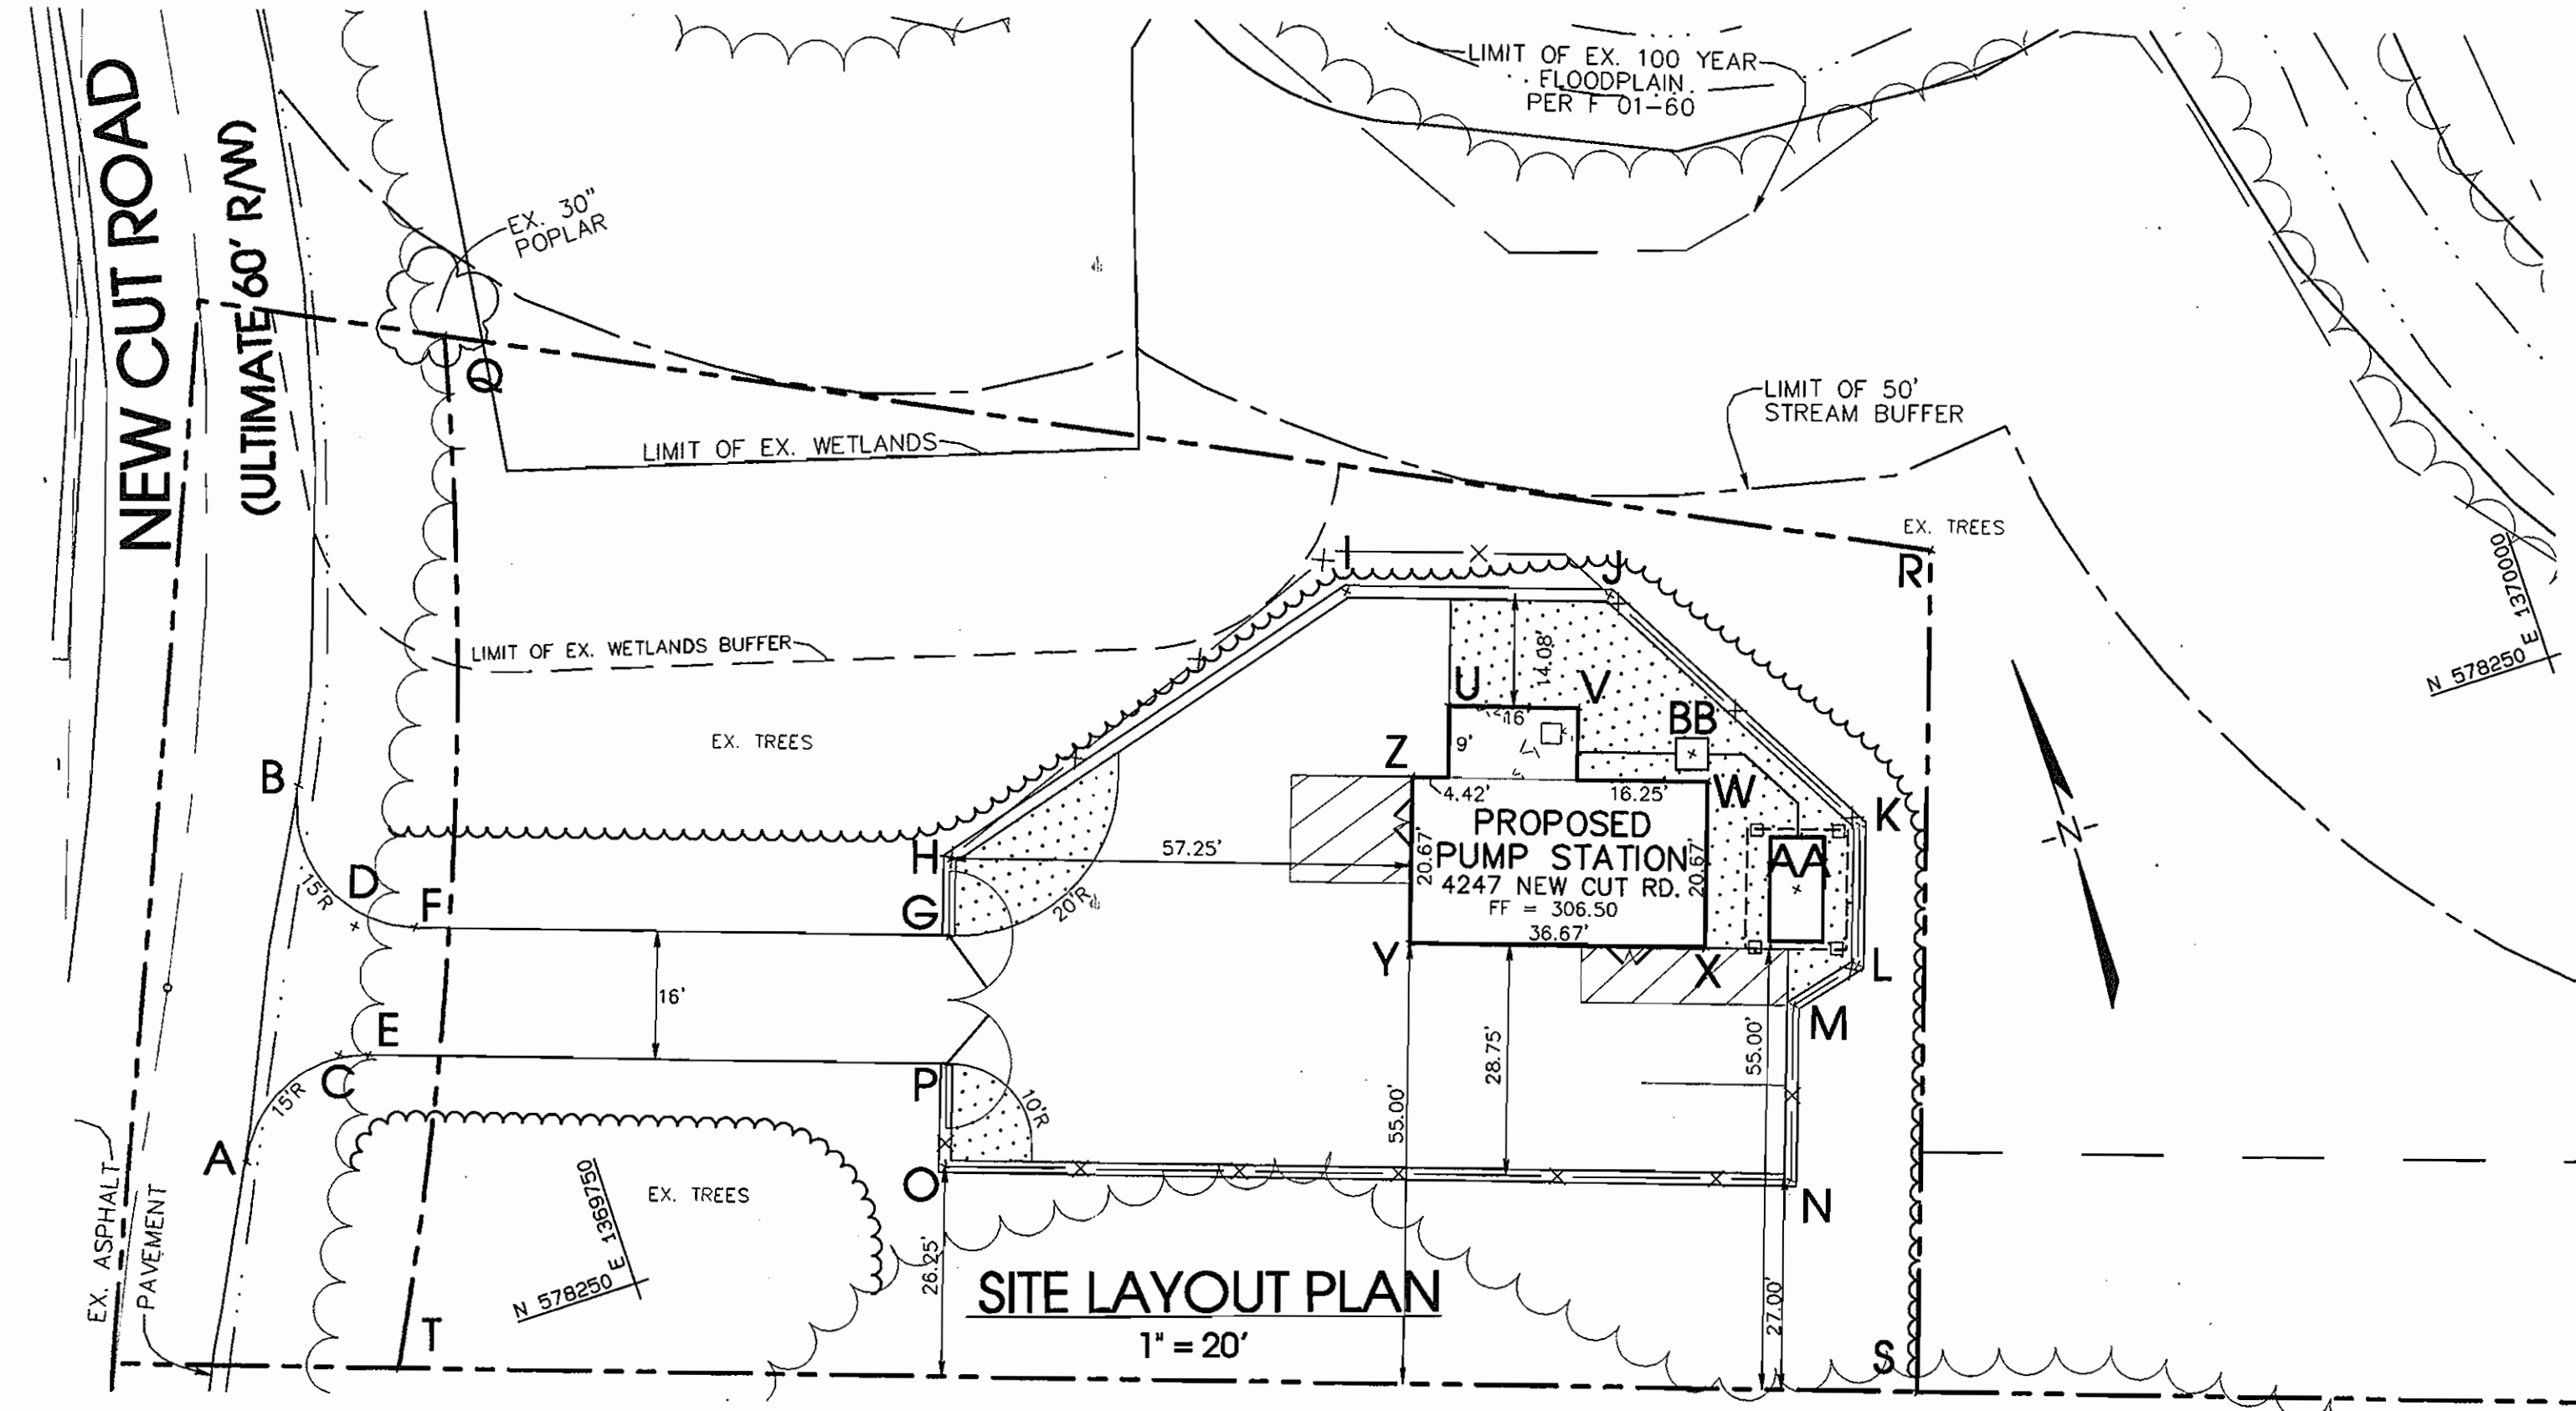 NEW CUT ROAD
(ULTIMATE 60' R/W)
EX. 30"
POPLAR
LIMIT OF EX. 100 YEAR
FLOODPLAIN
PER F 01-60
Q
LIMIT OF EX. WETLANDS
LIMIT OF 50'
STREAM BUFFER
EX. TREES
R
I
J
N 578250
E 1370000
LIMIT OF EX. WETLANDS BUFFER
14.08'
U
V
16'
BB
9'
Z
EX. TREES
B
4.42'
16.25'
W
K
PROPOSED
PUMP STATION
4247 NEW CUT RD.
FF = 306.50
36.67'
20.67'
20.67'
AA
N
H
57.25'
D
15'R
F
G
20'R
Y
X
L
16'
E
M
C
15'R
P
10'R
55.00'
28.75'
55.00'
A
O
N
EX. TREES
N 578250
E 1369750
EX. ASPHALT
PAVEMENT
26.25'
27.00'
T
S
SITE LAYOUT PLAN
1" = 20'